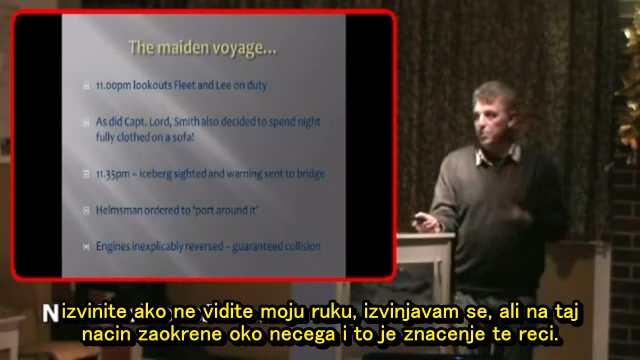 The maiden voyage...
11.00pm lookouts Fleet and Lee on duty
As did Capt. Lord, Smith also decided to spend night
fully clothed on a sofa!
11.35pm – iceberg sighted and warning sent to bridge
Helmsman ordered to 'port around it'
Engines inexplicably reversed – guaranteed collision
izvinite ako ne vidite moju ruku, izvinjavam se, ali na taj
nacin zaokrene oko necega i to je znacenje te reci.